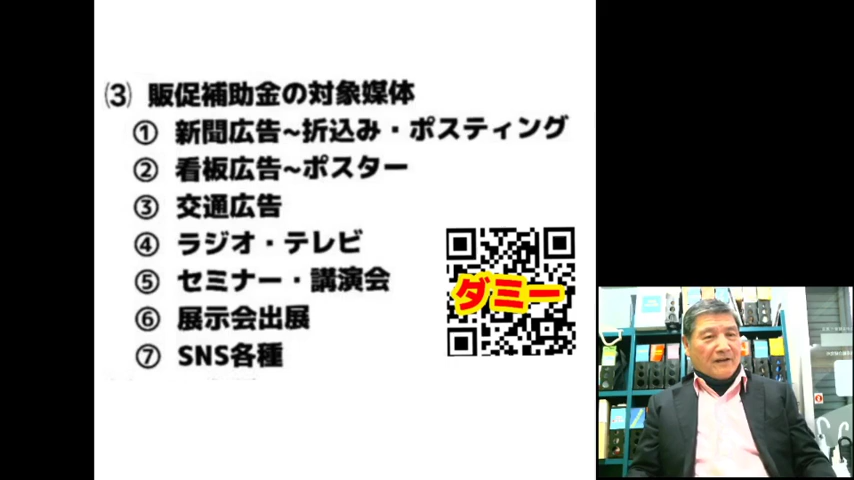 ⑶ 販促補助金の対象媒体
① 新聞広告~折込み・ポスティング
② 看板広告~ポスター
③ 交通広告
④ ラジオ・テレビ
⑤ セミナー・講演会
⑥ 展示会出展
⑦ SNS各種
ダミー